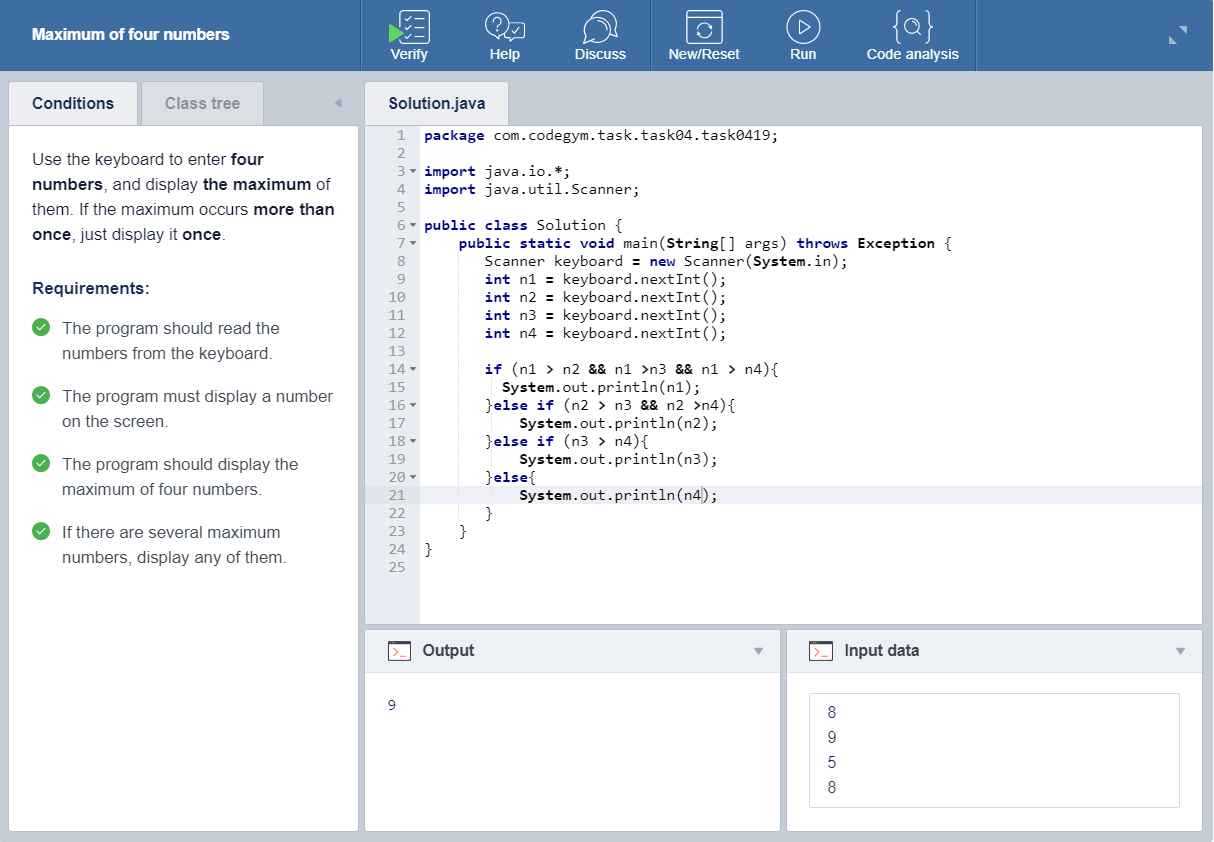 Maximum of four numbers
Verify
Help
Discuss
New/Reset
Run
Code analysis
Conditions
Class tree
Use the keyboard to enter four
numbers, and display the maximum of
them. If the maximum occurs more than
once, just display it once.
Requirements:
The program should read the
numbers from the keyboard.
The program must display a number
on the screen.
The program should display the
maximum of four numbers.
If there are several maximum
numbers, display any of them.
Solution.java
1 package com.codegym.task.task04.task0419;
2
3 import java.io.*;
4 import java.util.Scanner;
5
6 public class Solution {
7     public static void main(String[] args) throws Exception {
8        Scanner keyboard = new Scanner(System.in);
9        int n1 = keyboard.nextInt();
10        int n2 = keyboard.nextInt();
11        int n3 = keyboard.nextInt();
12        int n4 = keyboard.nextInt();
13
14        if (n1 > n2 && n1 >n3 && n1 > n4){
15          System.out.println(n1);
16        }else if (n2 > n3 && n2 >n4){
17            System.out.println(n2);
18        }else if (n3 > n4){
19            System.out.println(n3);
20        }else{
21            System.out.println(n4);
22        }
23     }
24 }
25
Output
9
Input data
8
9
5
8